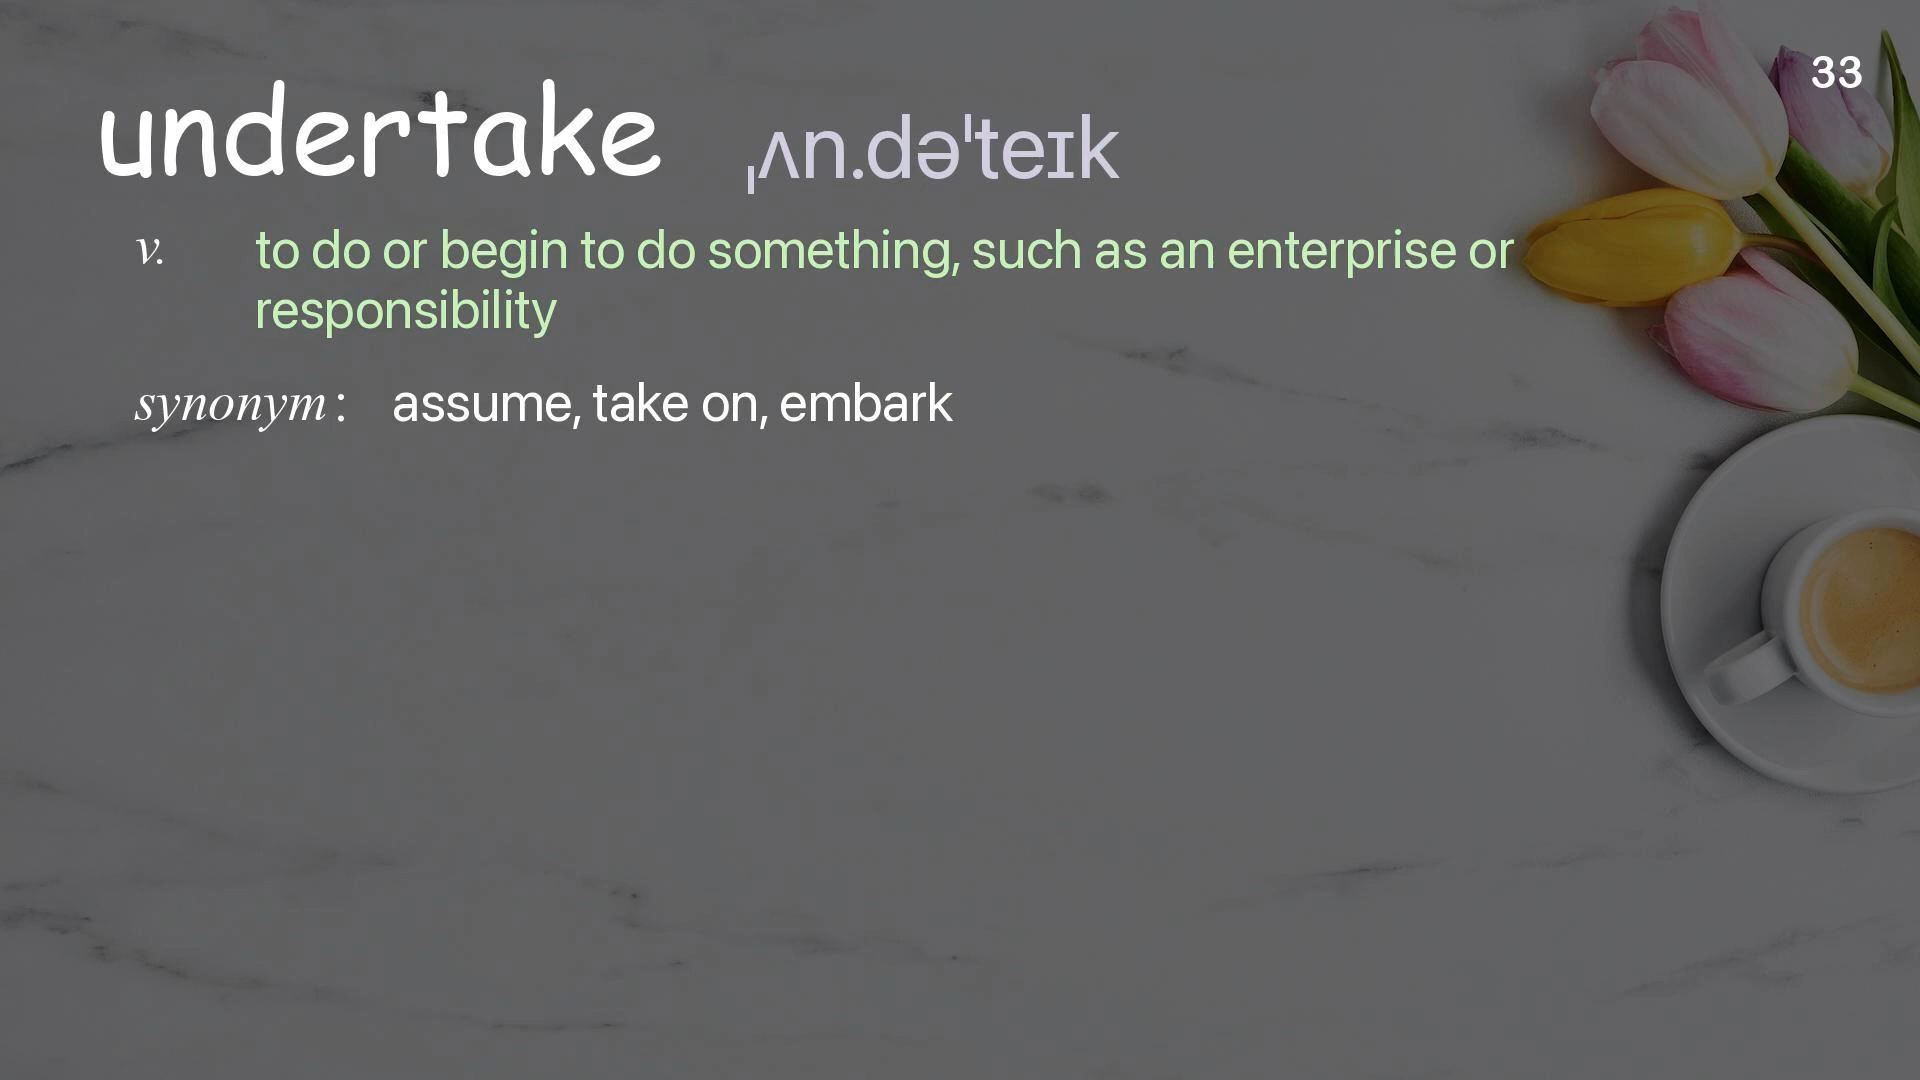 33
undertake ˌʌn.dəˈteɪk
v. to do or begin to do something, such as an enterprise or
responsibility
synonym : assume, take on, embark